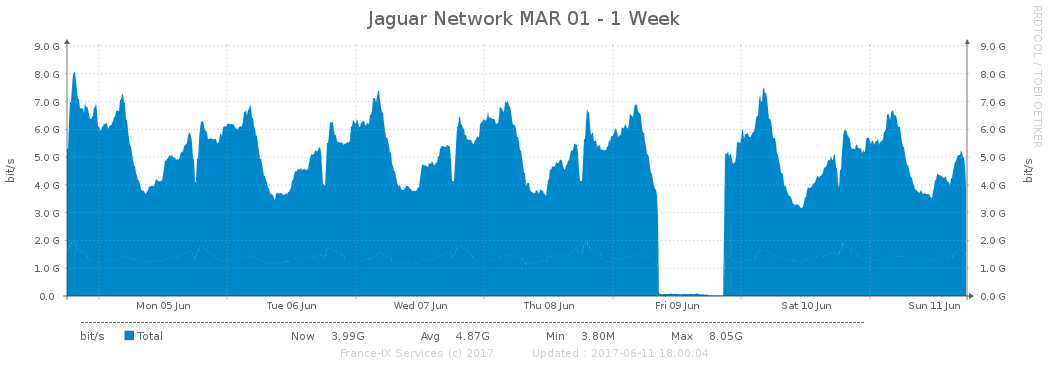 Jaguar Network MAR 01 - 1 Week
RRDTOOL / TOBI OETIKER
9.0 G 9.0 G
8.0 G 8.0 G
7.0 G 7.0 G
6.0 G 6.0 G
5.0 G 5.0 G
4.0 G 4.0 G
3.0 G 3.0 G
2.0 G 2.0 G
1.0 G 1.0 G
0.0 0.0 G
bit/s
bit/s
Mon 05 Jun Tue 06 Jun Wed 07 Jun Thu 08 Jun Fri 09 Jun Sat 10 Jun Sun 11 Jun
bit/s Total Now 3.99G Avg 4.87G Min 3.80M Max 8.05G
France-IX Services (c) 2017 Updated : 2017-06-11 18:00:04